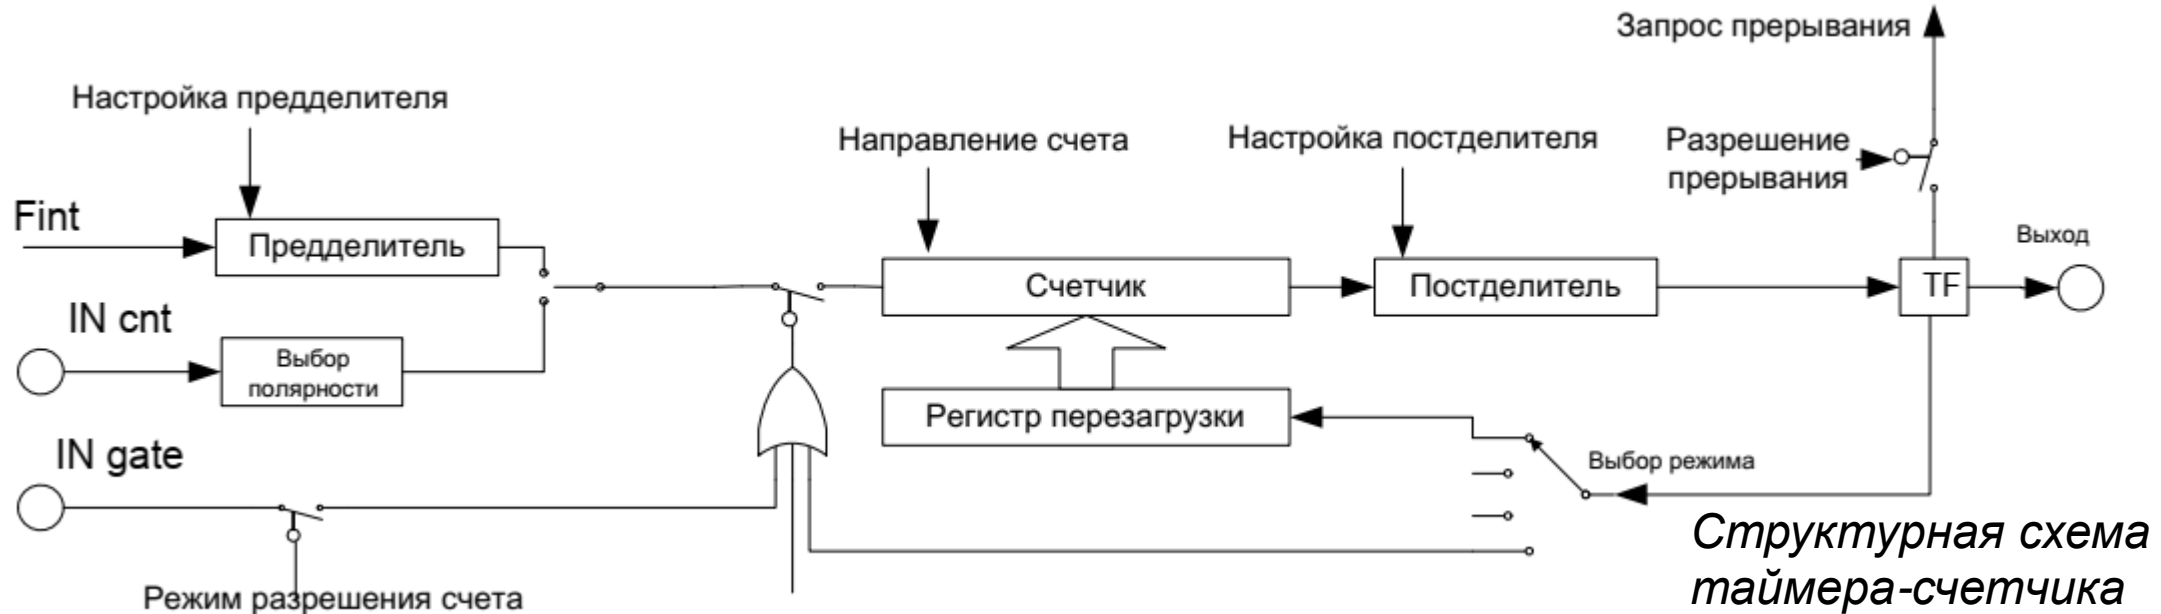 Запрос прерывания
Настройка предделителя
Направление счета
Настройка постделителя
Разрешение
прерывания
Fint
Предделитель
Выход
Счетчик
Постделитель
TF
IN cnt
Выбор
полярности
Регистр перезагрузки
IN gate
Выбор режима
Структурная схема
таймера-счетчика
Режим разрешения счета